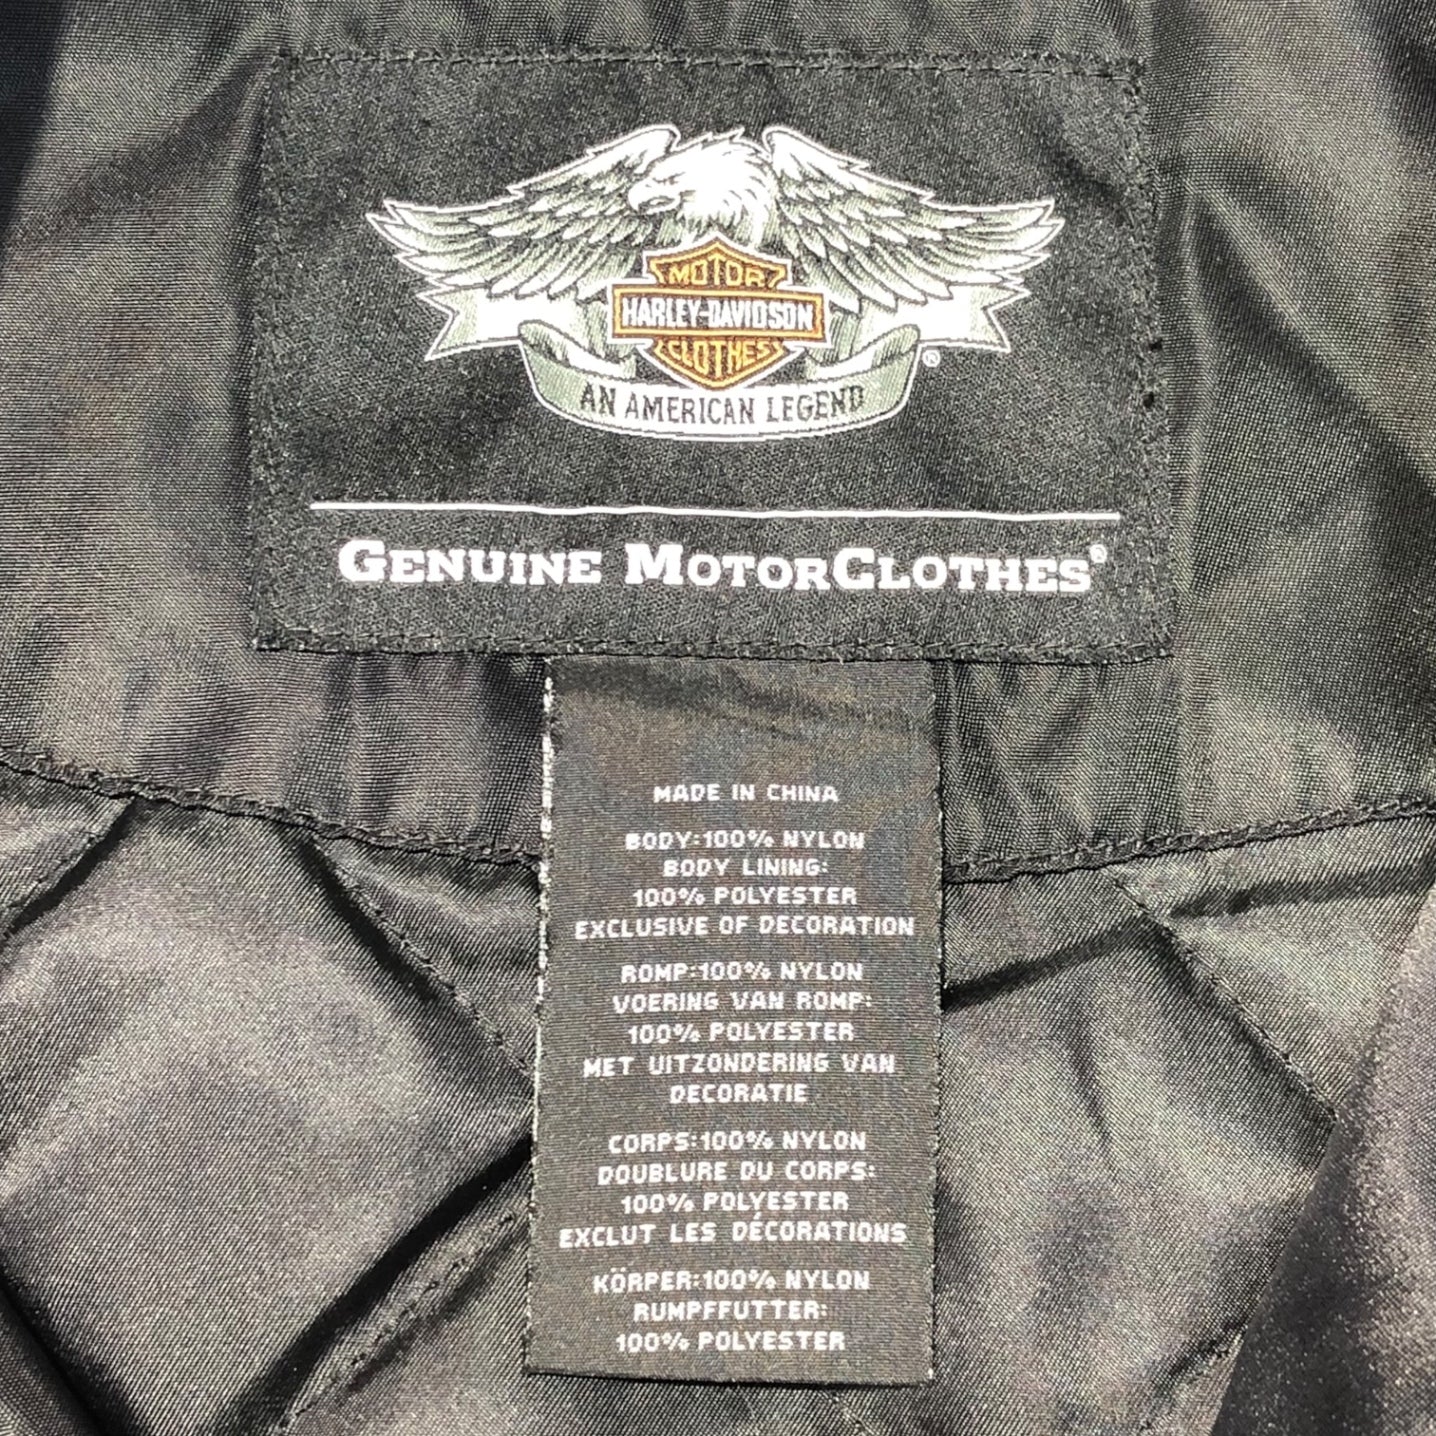 MOTOR
HARLEY-DAVIDSON
CLOTHES
®
AN AMERICAN LEGEND
GENUINE MOTORCLOTHES®
MADE IN CHINA
BODY:100% NYLON
BODY LINING:
100% POLYESTER
EXCLUSIVE OF DECORATION
ROMP:100% NYLON
VOERING VAN ROMP:
100% POLYESTER
MET UITZONDERING VAN
DECORATIE
CORPS:100% NYLON
DOUBLURE DU CORPS:
100% POLYESTER
EXCLUT LES DÉCORATIONS
KÖRPER:100% NYLON
RUMPFFUTTER:
100% POLYESTER